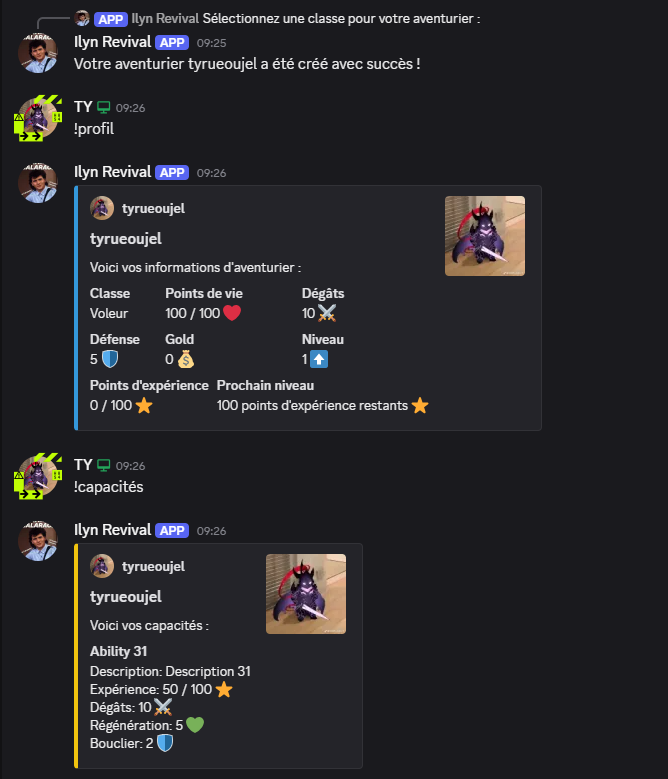 APP Ilyn Revival Sélectionnez une classe pour votre aventurier :
Ilyn Revival APP 09:25
Votre aventurier tyrueoujel a été créé avec succès !
TY 09:26
!profil
Ilyn Revival APP 09:26
tyrueoujel
tyrueoujel
Voici vos informations d'aventurier :
Classe Points de vie Dégâts
Voleur 100 / 100 10
Défense Gold Niveau
5 0 1
Points d'expérience Prochain niveau
0 / 100 100 points d'expérience restants
TY 09:26
!capacités
Ilyn Revival APP 09:26
tyrueoujel
tyrueoujel
Voici vos capacités :
Ability 31
Description: Description 31
Expérience: 50 / 100
Dégâts: 10
Régénération: 5
Bouclier: 2